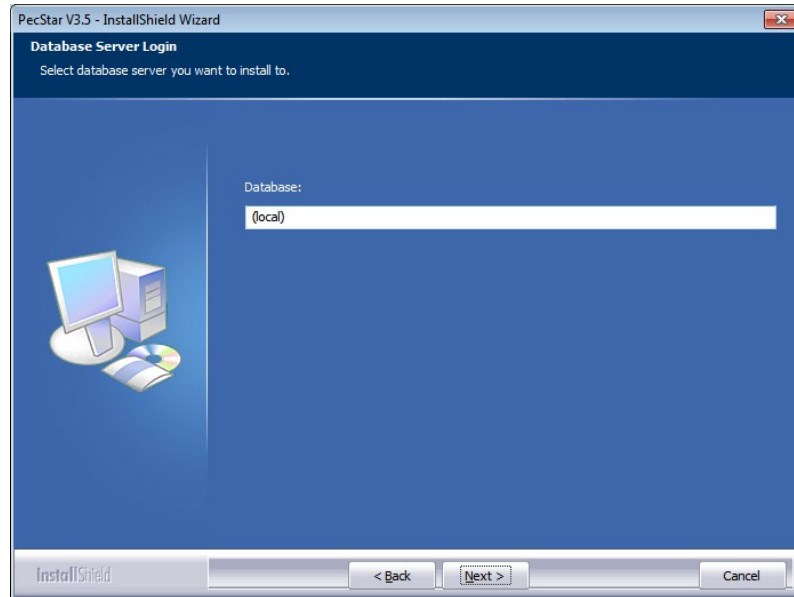 PecStar V3.5 - InstallShield Wizard
Database Server Login
Select database server you want to install to.
Database:
(local)
InstallShield
< Back
Next >
Cancel